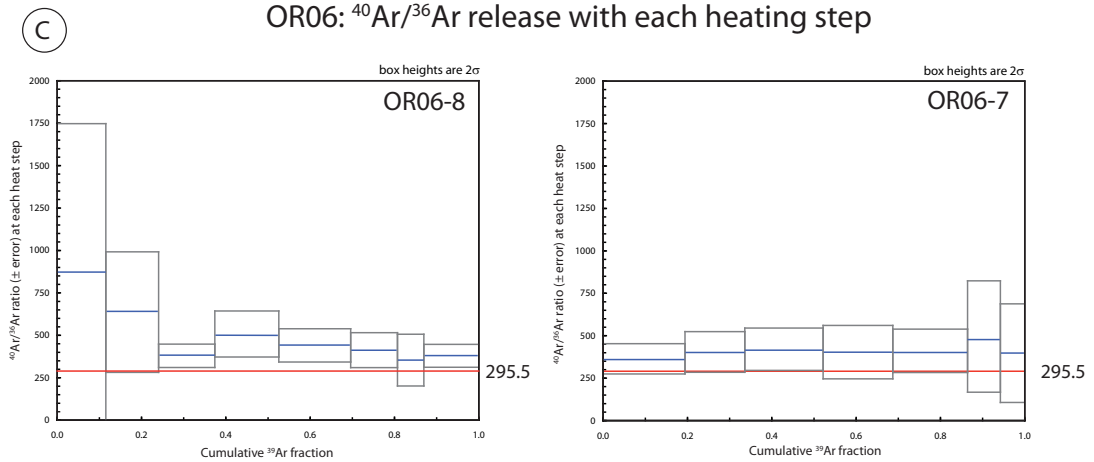 C
OR06: ⁴⁰Ar/³⁶Ar release with each heating step
box heights are 2σ
OR06-8
⁴⁰Ar/³⁶Ar ratio (± error) at each heat step
2000
1750
1500
1250
1000
750
500
250
0
295.5
0.0 0.2 0.4 0.6 0.8 1.0
Cumulative ³⁹Ar fraction
box heights are 2σ
OR06-7
⁴⁰Ar/³⁶Ar ratio (± error) at each heat step
2000
1750
1500
1250
1000
750
500
250
0
295.5
0.0 0.2 0.4 0.6 0.8 1.0
Cumulative ³⁹Ar fraction